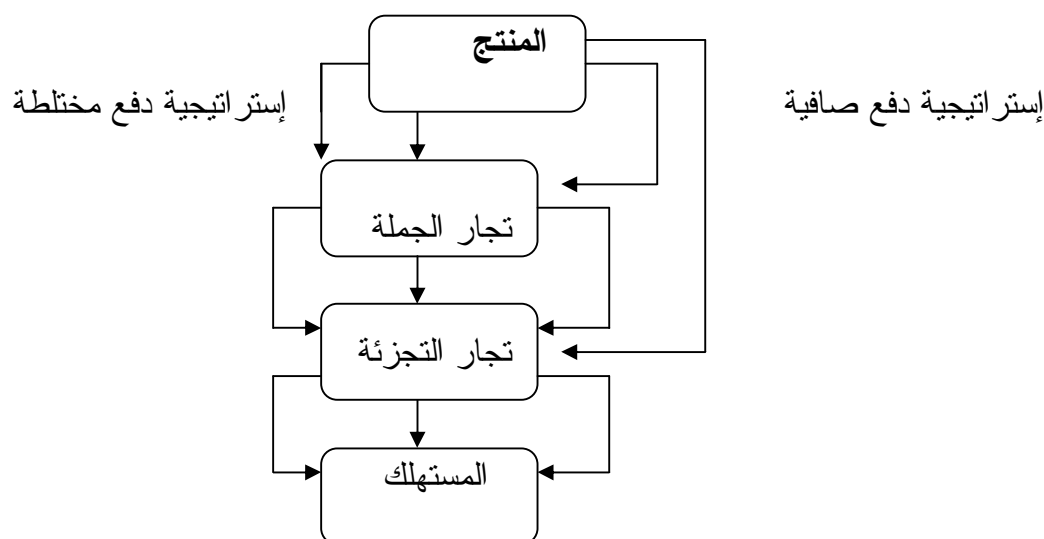 المنتج
إستراتيجية دفع صافية
إستراتيجية دفع مختلطة
تجار الجملة
تجار التجزئة
المستهلك